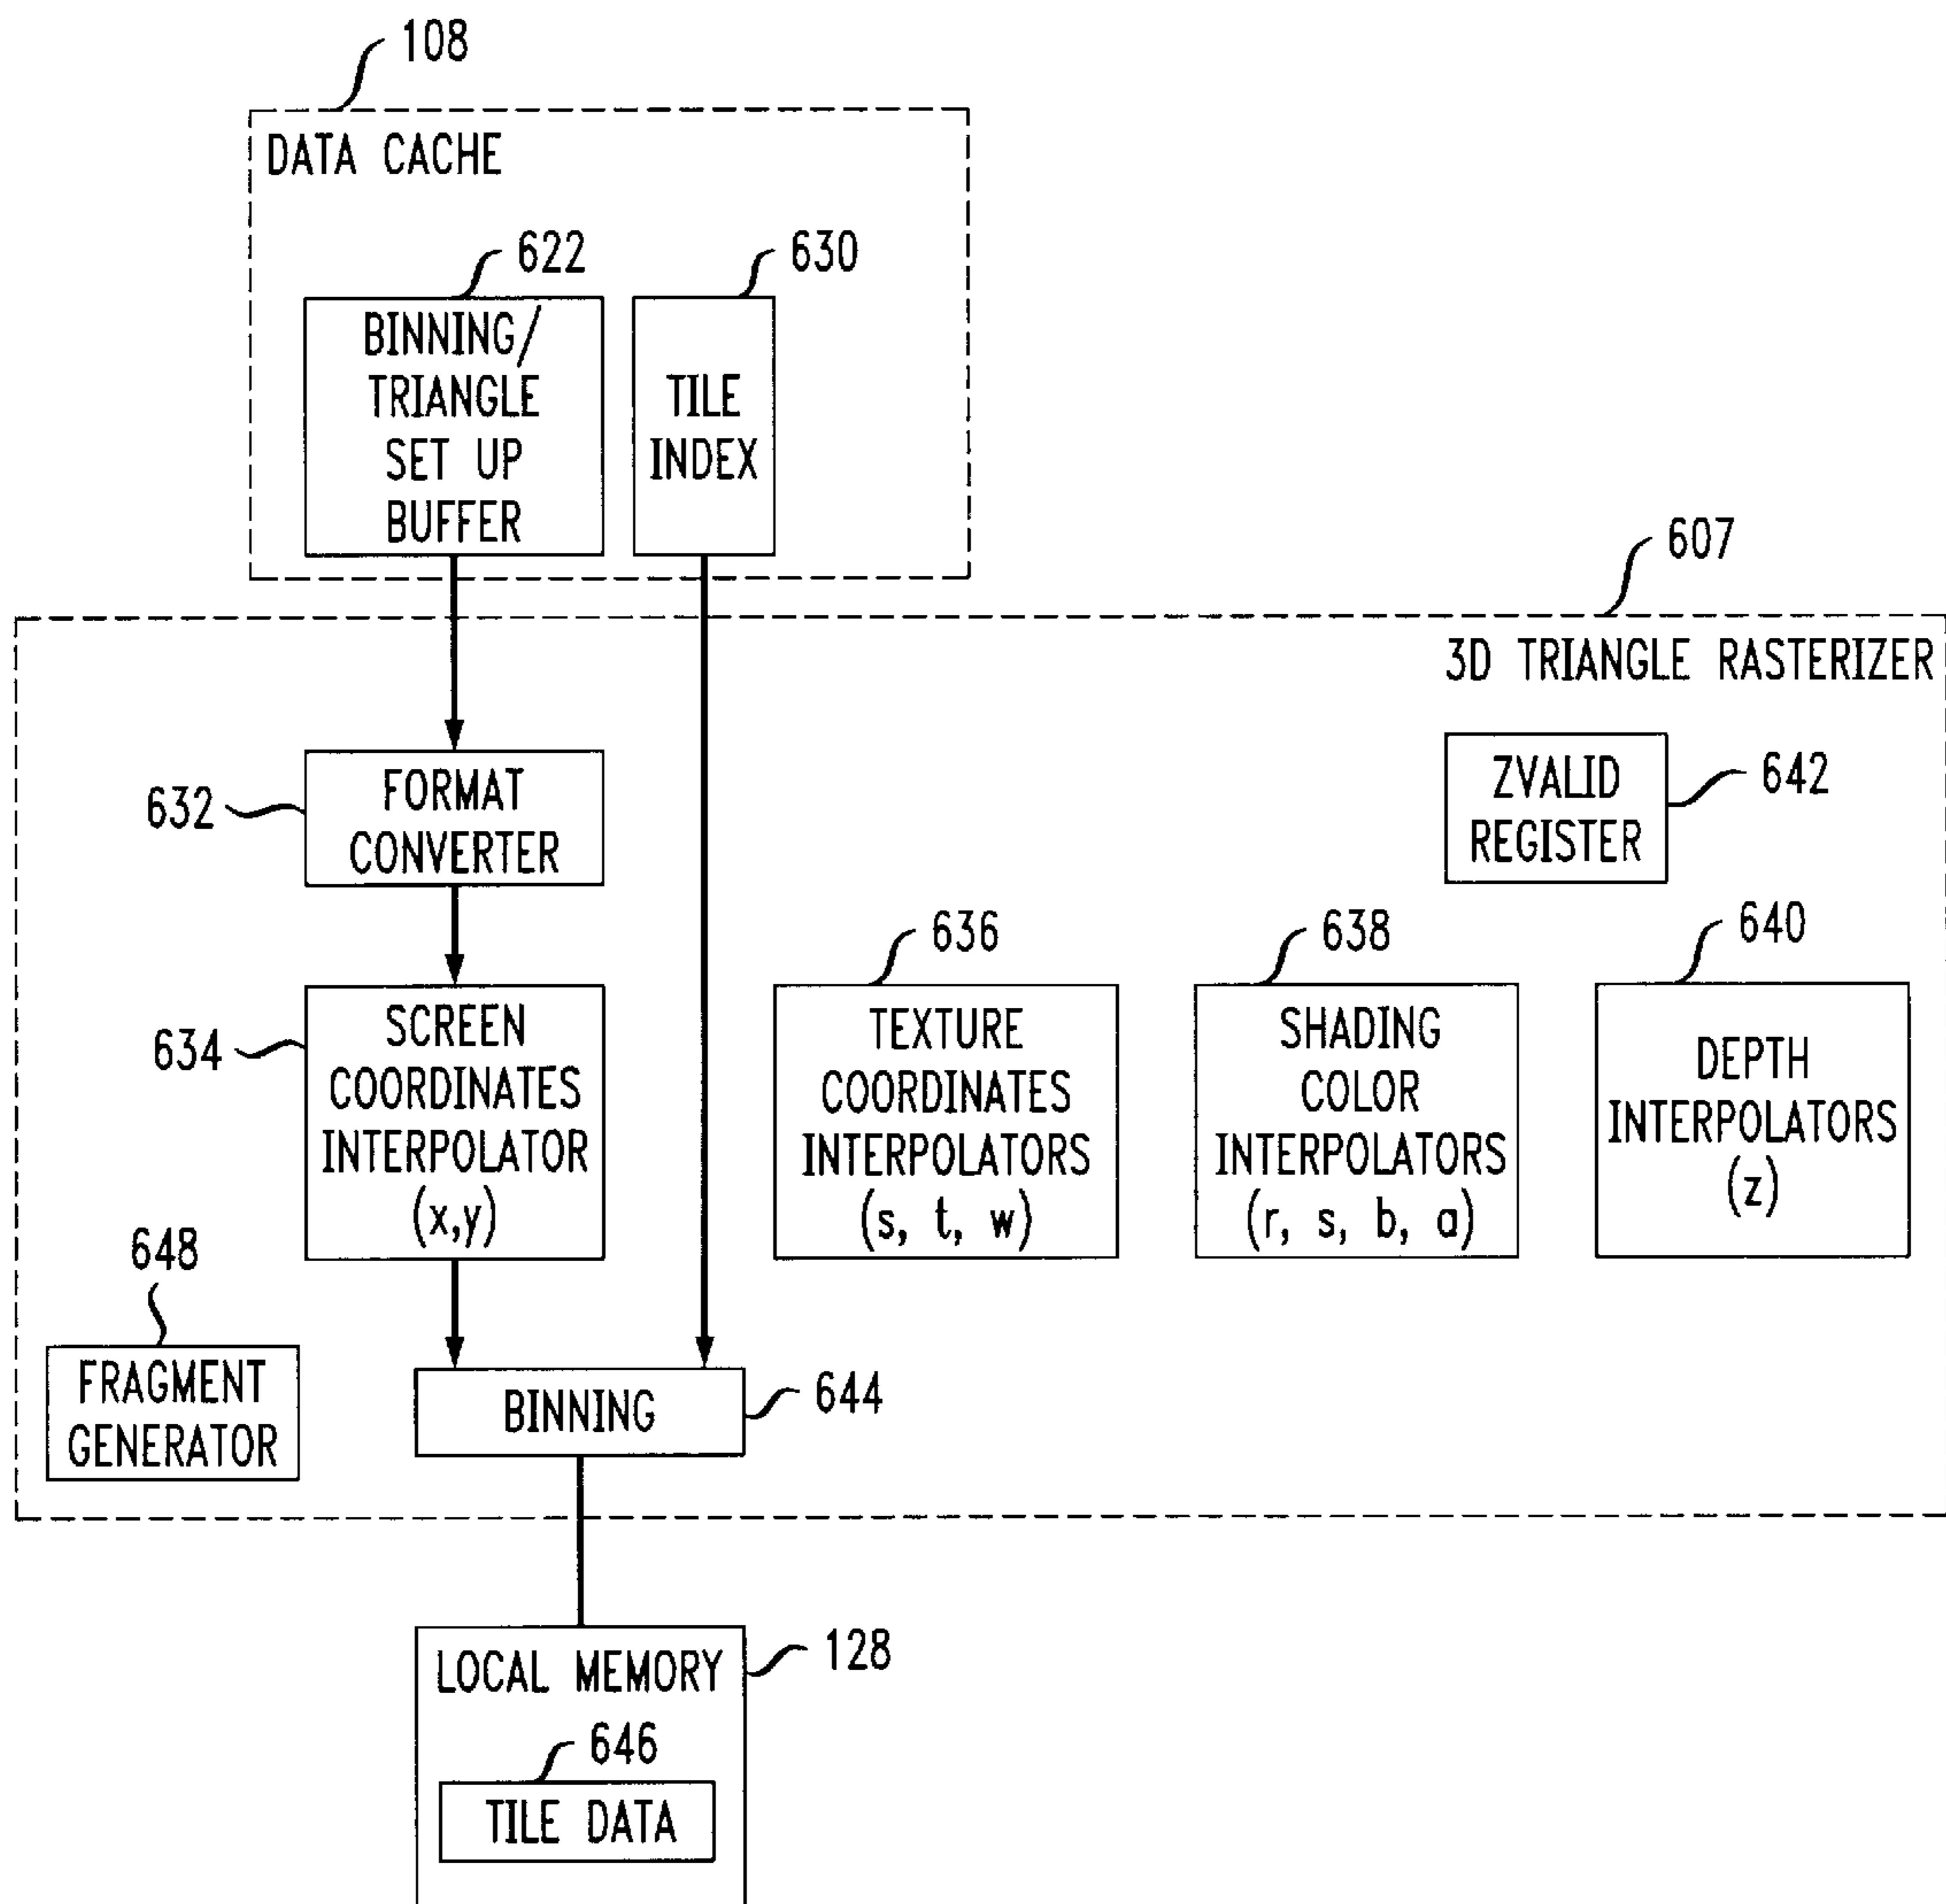 108
DATA CACHE
622
630
BINNING/
TRIANGLE
SET UP
BUFFER
TILE
INDEX
607
3D TRIANGLE RASTERIZER
632
FORMAT
CONVERTER
ZVALID
REGISTER
642
634
SCREEN
COORDINATES
INTERPOLATOR
(x,y)
636
TEXTURE
COORDINATES
INTERPOLATORS
(s, t, w)
638
SHADING
COLOR
INTERPOLATORS
(r, s, b, a)
640
DEPTH
INTERPOLATORS
(z)
648
FRAGMENT
GENERATOR
BINNING
644
LOCAL MEMORY
128
646
TILE DATA